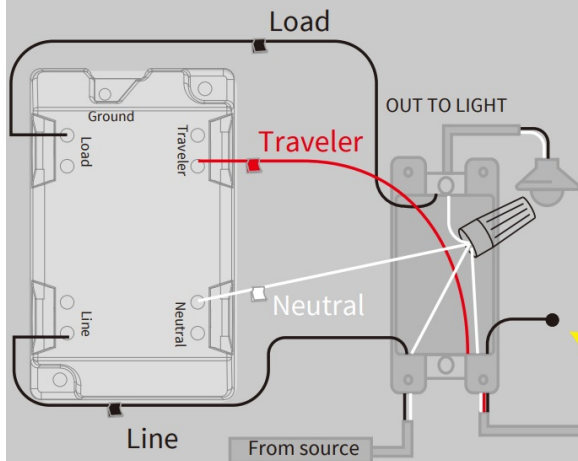 Load
OUT TO LIGHT
Ground
Load
Traveler
Traveler
Neutral
Line
Neutral
Line
From source